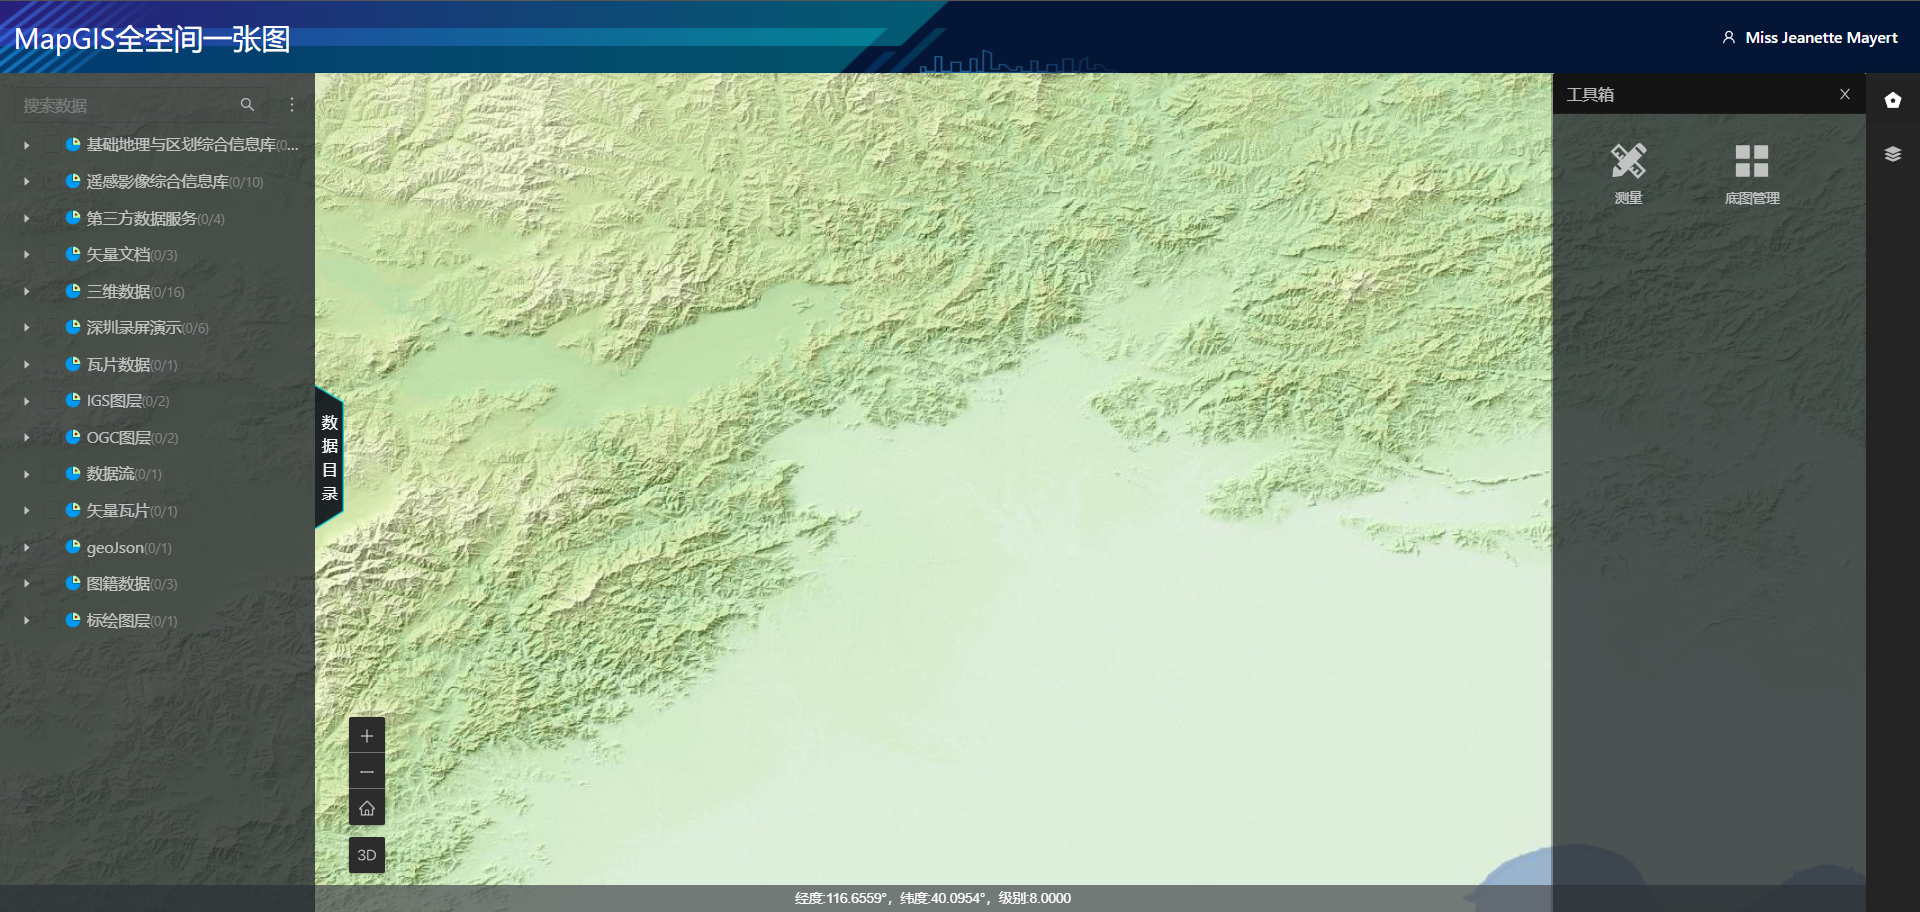 MapGIS全空间一张图
Miss Jeanette Mayert
搜索数据
基础地理与区划综合信息库(0...
遥感影像综合信息库(0/10)
第三方数据服务(0/4)
矢量文档(0/3)
三维数据(0/16)
深圳录屏演示(0/6)
瓦片数据(0/1)
IGS图层(0/2)
OGC图层(0/2)
数据流(0/1)
矢量瓦片(0/1)
geoJson(0/1)
图籍数据(0/3)
标绘图层(0/1)
数据目录
3D
工具箱
测量
底图管理
经度:116.6559°，纬度:40.0954°，级别:8.0000